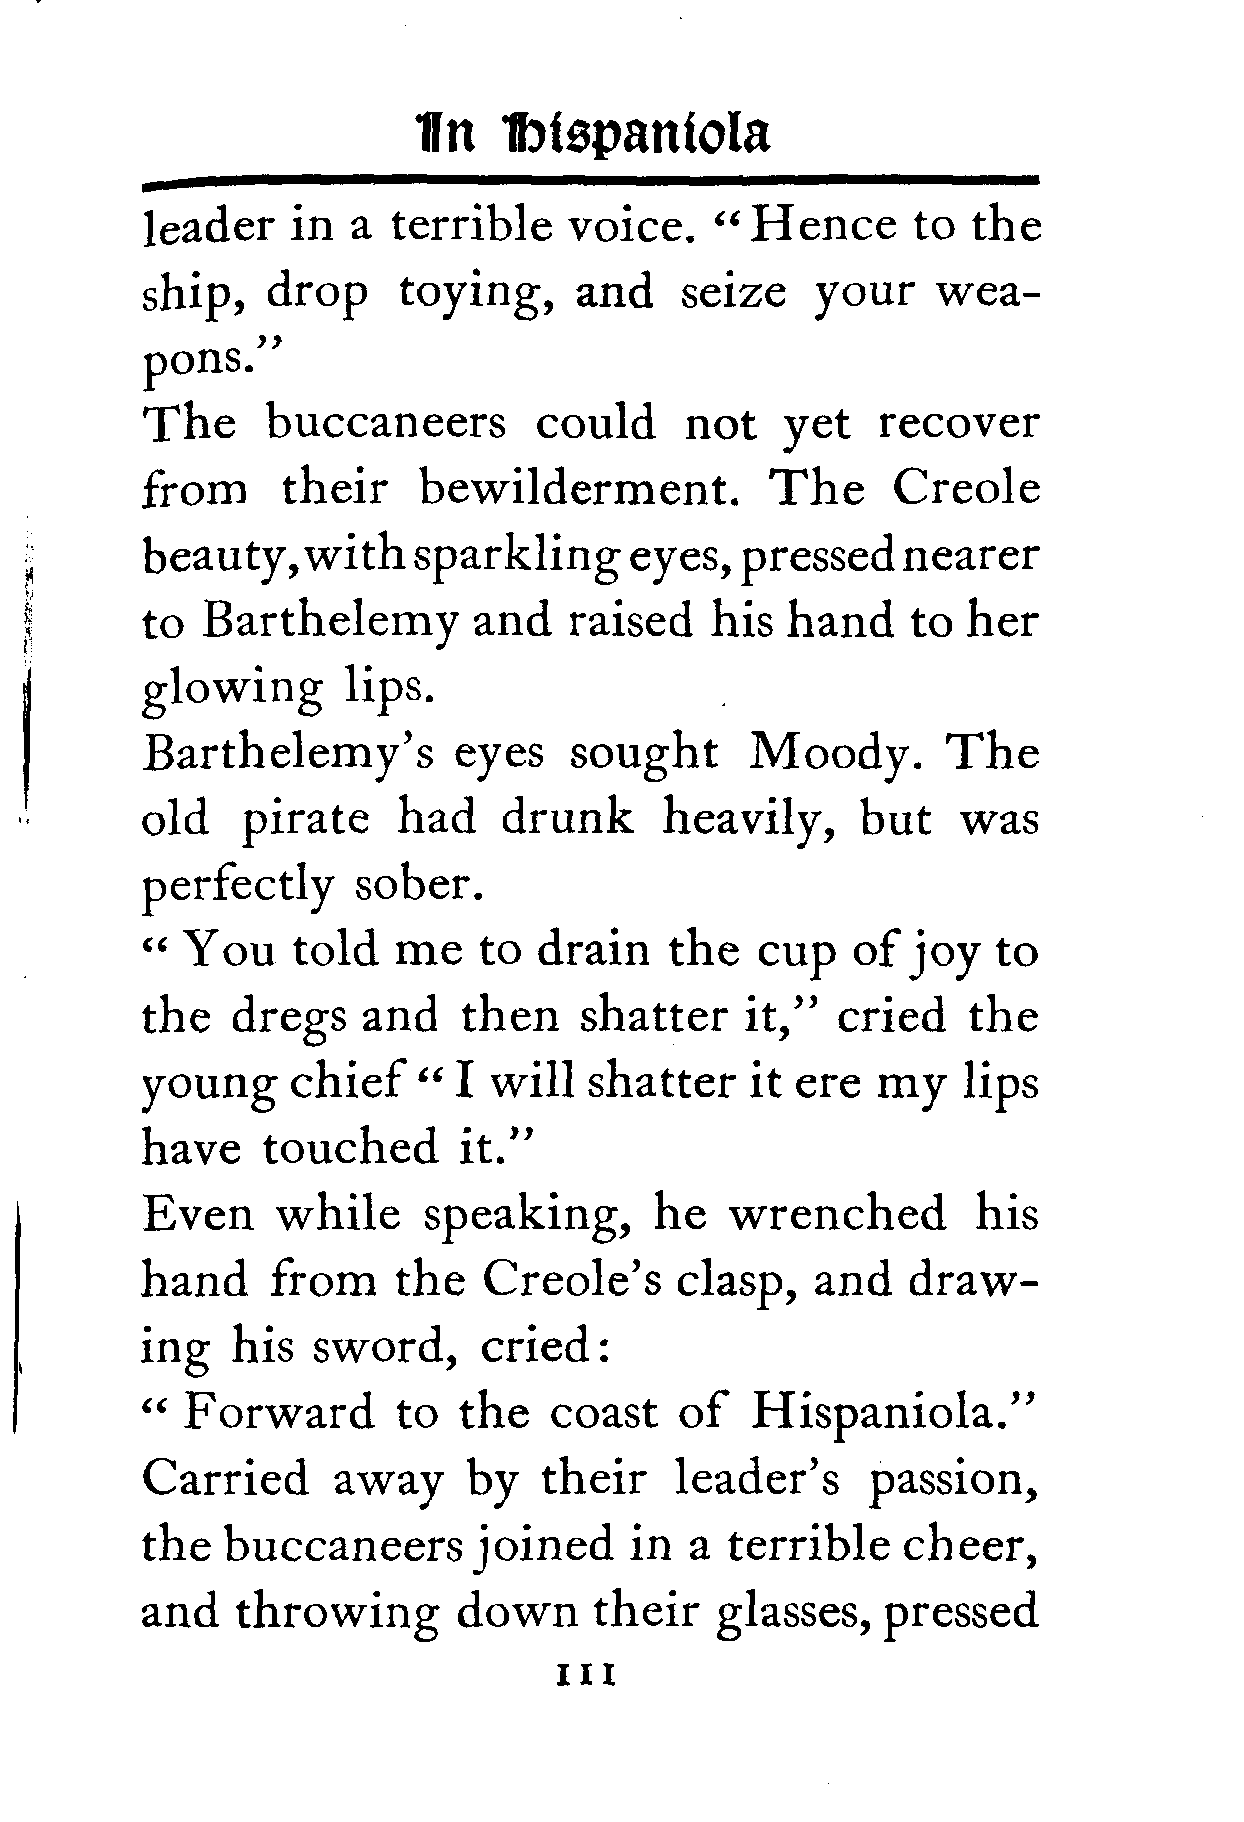 In Hispaniola
leader in a terrible voice. “Hence to the
ship, drop toying, and seize your wea-
pons.”
The buccaneers could not yet recover
from their bewilderment. The Creole
beauty, with sparkling eyes, pressed nearer
to Barthelemy and raised his hand to her
glowing lips.
Barthelemy’s eyes sought Moody. The
old pirate had drunk heavily, but was
perfectly sober.
“ You told me to drain the cup of joy to
the dregs and then shatter it,” cried the
young chief “ I will shatter it ere my lips
have touched it.”
Even while speaking, he wrenched his
hand from the Creole’s clasp, and draw-
ing his sword, cried:
“ Forward to the coast of Hispaniola.”
Carried away by their leader’s passion,
the buccaneers joined in a terrible cheer,
and throwing down their glasses, pressed
111